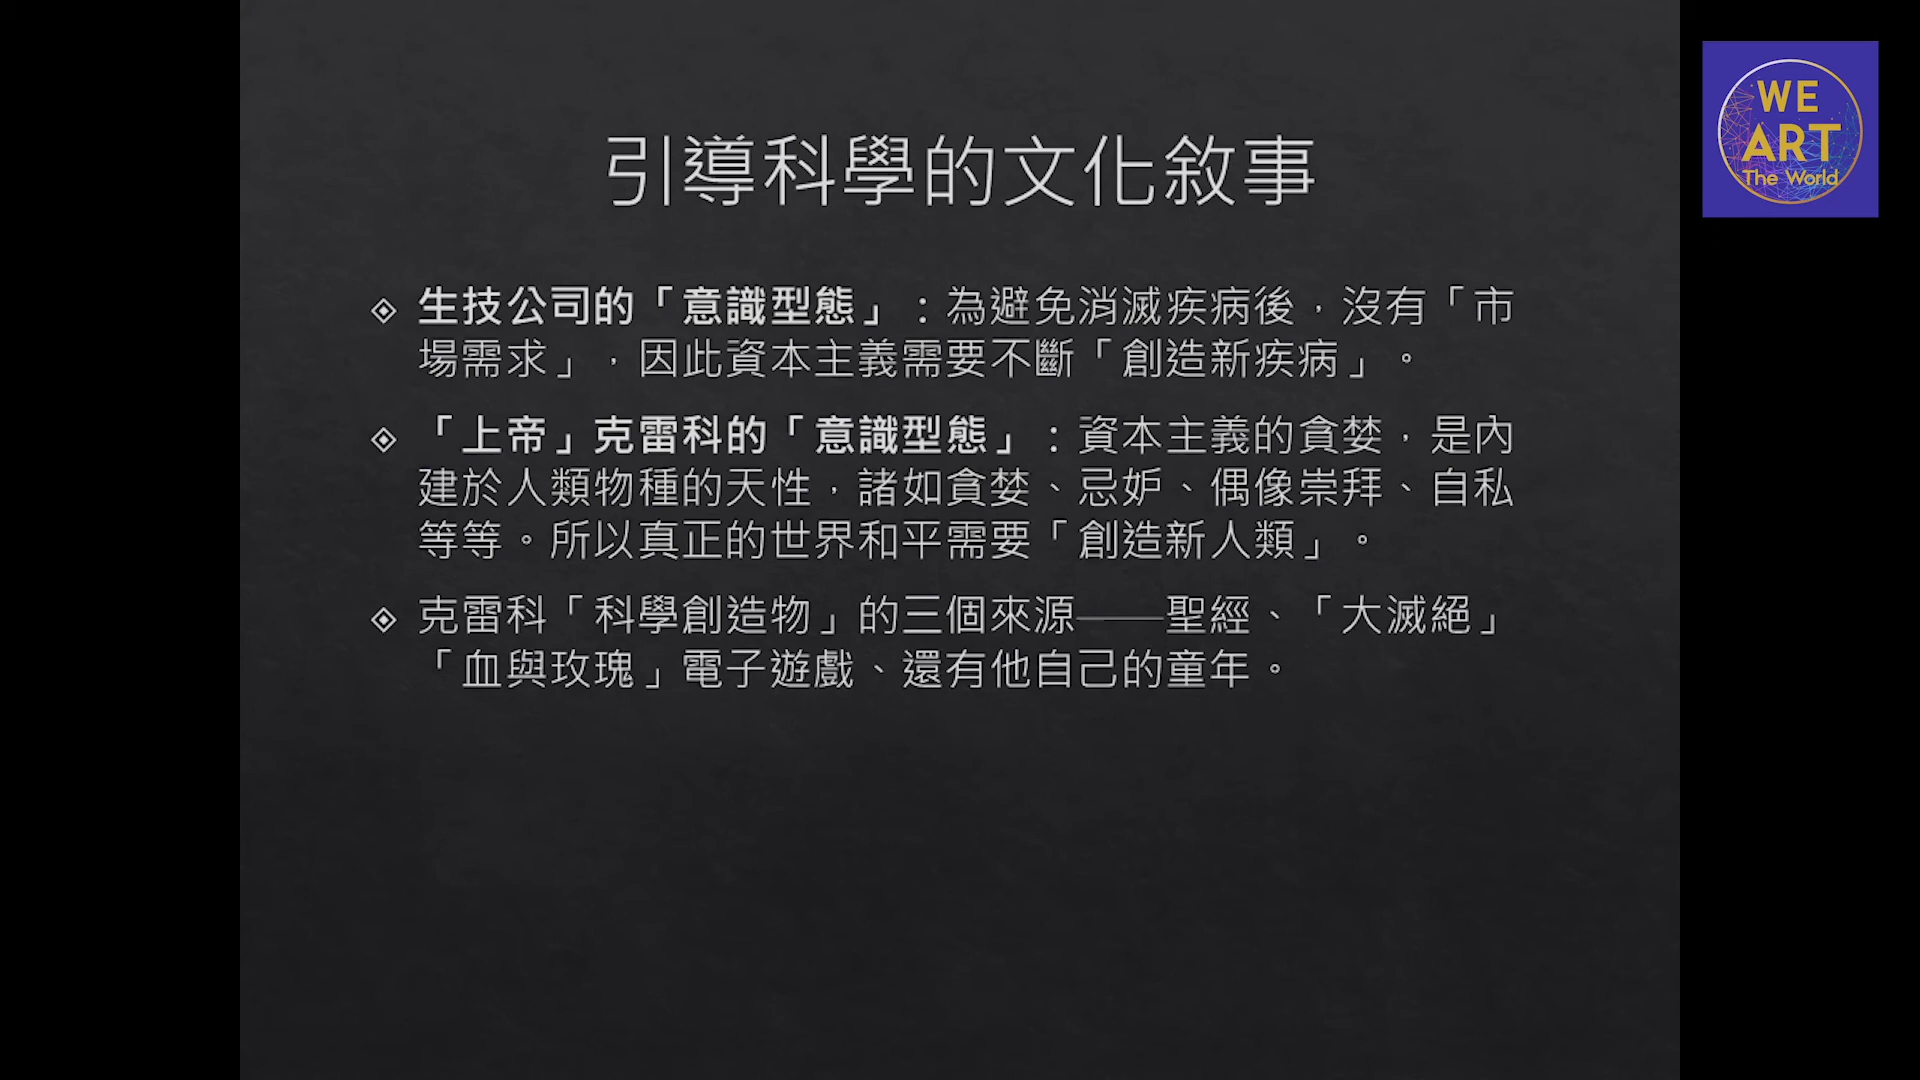 引導科學的文化敘事
生技公司的「意識型態」：為避免消滅疾病後，沒有「市
場需求」，因此資本主義需要不斷「創造新疾病」。
「上帝」克雷科的「意識型態」：資本主義的貪婪，是內
建於人類物種的天性，諸如貪婪、忌妒、偶像崇拜、自私
等等。所以真正的世界和平需要「創造新人類」。
克雷科「科學創造物」的三個來源——聖經、「大滅絕」
「血與玫瑰」電子遊戲、還有他自己的童年。
WE
ART
The World